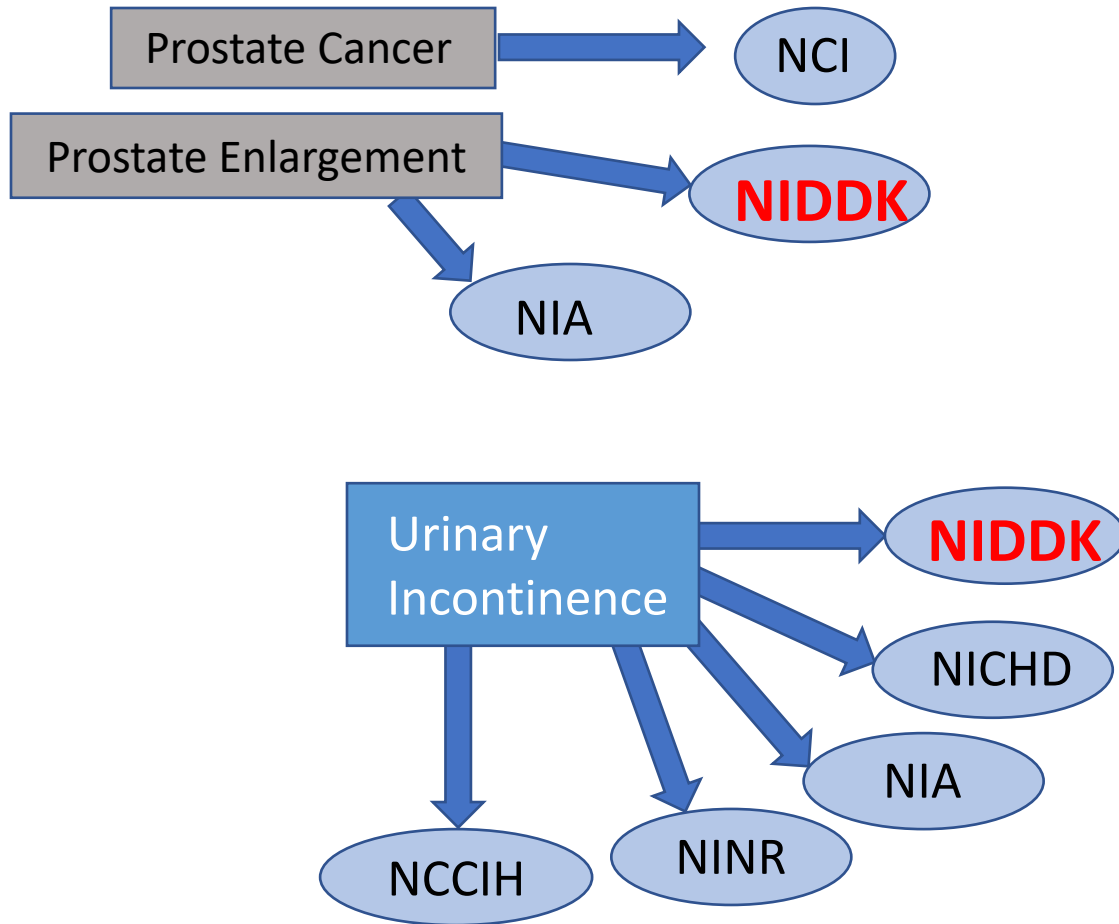 Prostate Cancer
NCI
Prostate Enlargement
NIDDK
NIA
Urinary
Incontinence
NIDDK
NICHD
NIA
NINR
NCCIH